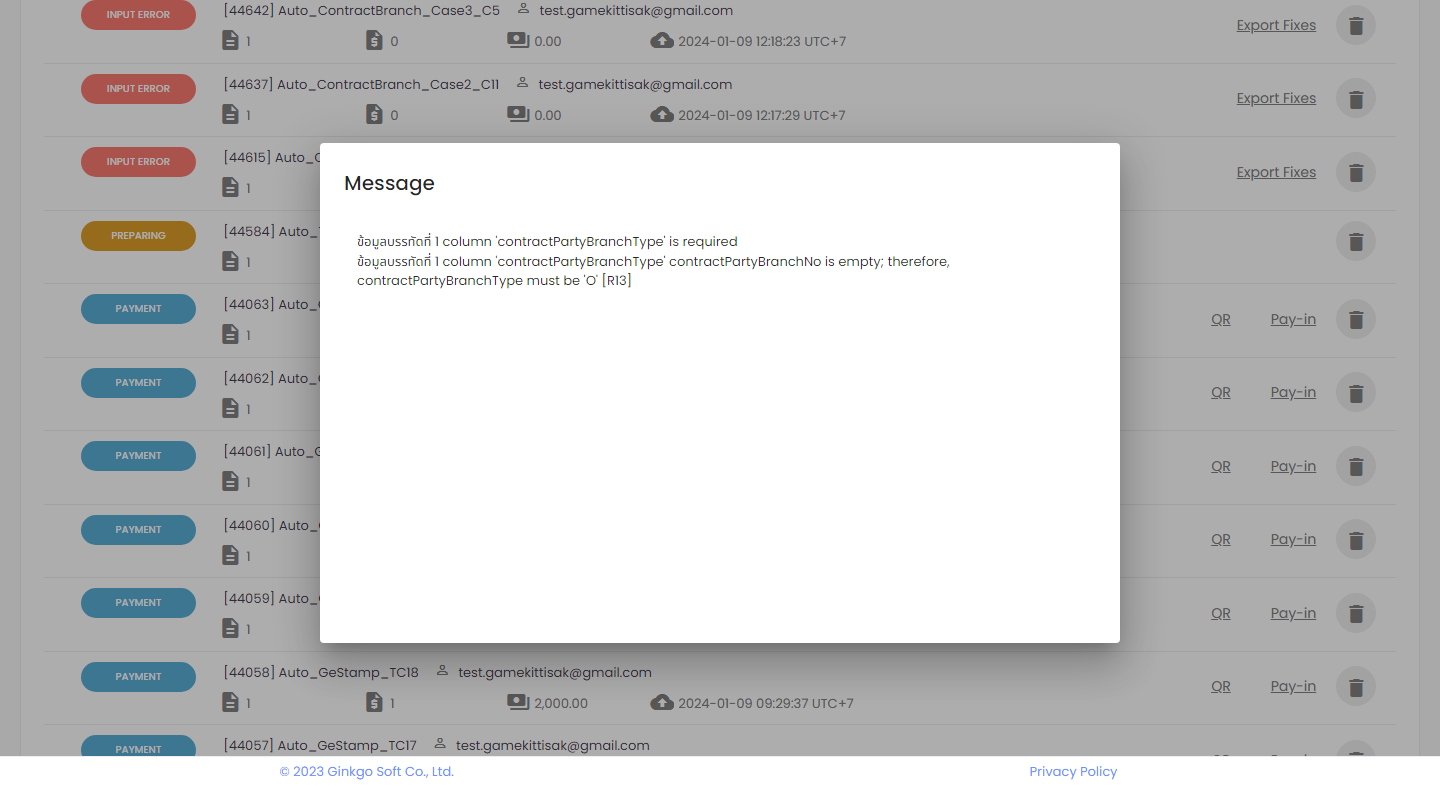 INPUT ERROR
[44642] Auto_ContractBranch_Case3_C5 test.gamekittisak@gmail.com
1 0 0.00 2024-01-09 12:18:23 UTC+7
Export Fixes
INPUT ERROR
[44637] Auto_ContractBranch_Case2_C11 test.gamekittisak@gmail.com
1 0 0.00 2024-01-09 12:17:29 UTC+7
Export Fixes
INPUT ERROR
[44615] Auto_
1
Export Fixes
Message
ข้อมูลบรรทัดที่ 1 column 'contractPartyBranchType' is required
ข้อมูลบรรทัดที่ 1 column 'contractPartyBranchType' contractPartyBranchNo is empty; therefore,
contractPartyBranchType must be 'O' [R13]
PREPARING
[44584] Auto_
1
PAYMENT
[44063] Auto_
1
QR Pay-in
PAYMENT
[44062] Auto_
1
QR Pay-in
PAYMENT
[44061] Auto_
1
QR Pay-in
PAYMENT
[44060] Auto_
1
QR Pay-in
PAYMENT
[44059] Auto_
1
QR Pay-in
PAYMENT
[44058] Auto_GeStamp_TC18 test.gamekittisak@gmail.com
1 1 2,000.00 2024-01-09 09:29:37 UTC+7
QR Pay-in
PAYMENT
[44057] Auto_GeStamp_TC17 test.gamekittisak@gmail.com
© 2023 Ginkgo Soft Co., Ltd. Privacy Policy